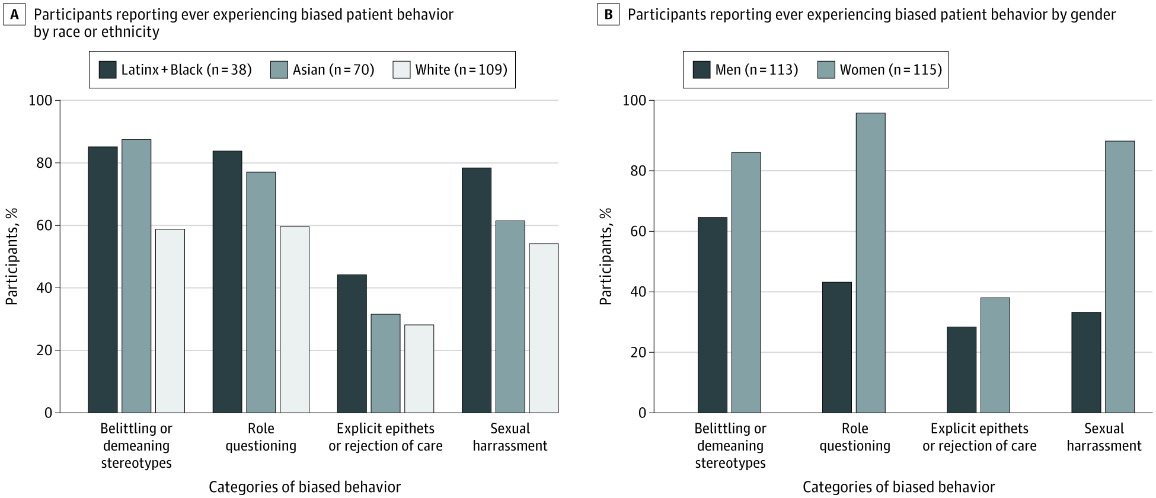 A Participants reporting ever experiencing biased patient behavior
by race or ethnicity
Latinx + Black (n = 38) Asian (n = 70) White (n = 109)
100
80
60
40
20
0
Participants, %
Belittling or
demeaning
stereotypes
Role
questioning
Explicit epithets
or rejection of care
Sexual
harrassment
Categories of biased behavior
B Participants reporting ever experiencing biased patient behavior by gender
Men (n = 113) Women (n = 115)
100
80
60
40
20
0
Participants, %
Belittling or
demeaning
stereotypes
Role
questioning
Explicit epithets
or rejection of care
Sexual
harrassment
Categories of biased behavior